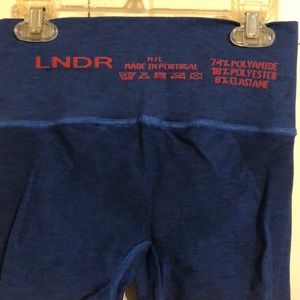 LNDR
M/L
MADE IN PORTUGAL
74% POLYAMIDE
18% POLYESTER
8% ELASTANE